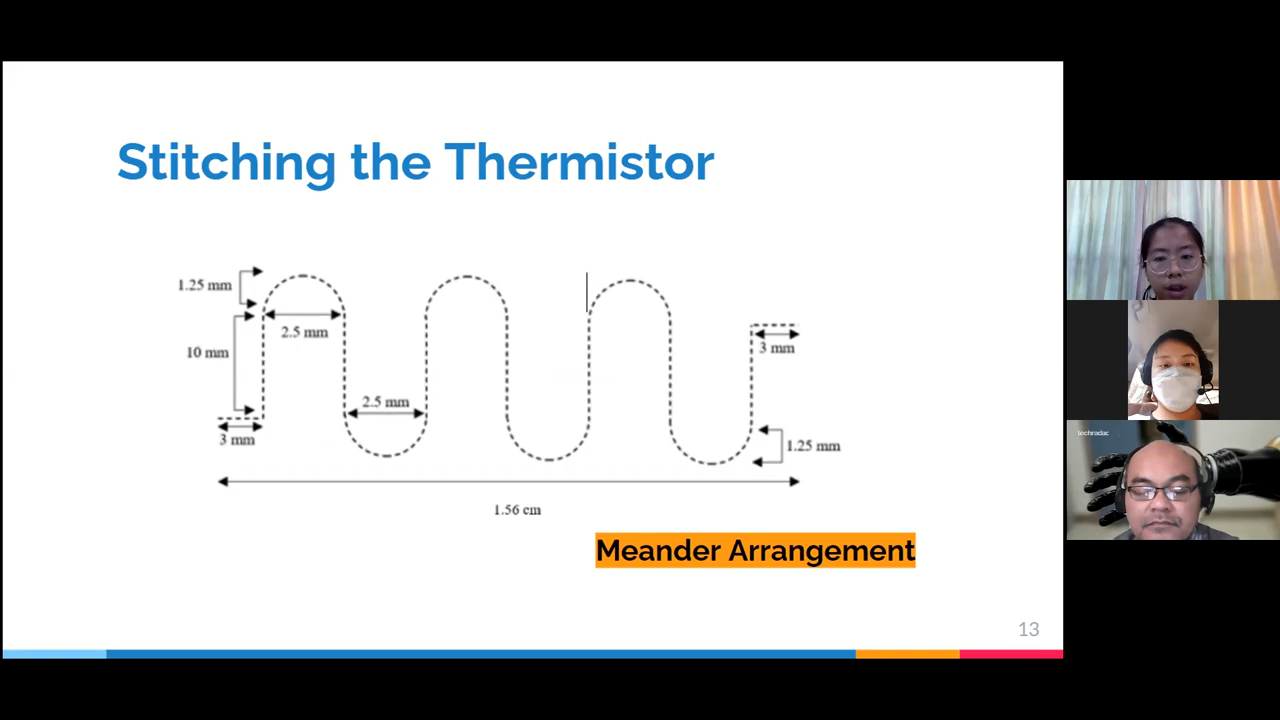 Stitching the Thermistor
1.25 mm
2.5 mm
10 mm
3 mm
2.5 mm
3 mm
1.25 mm
1.56 cm
Meander Arrangement
13
techradar